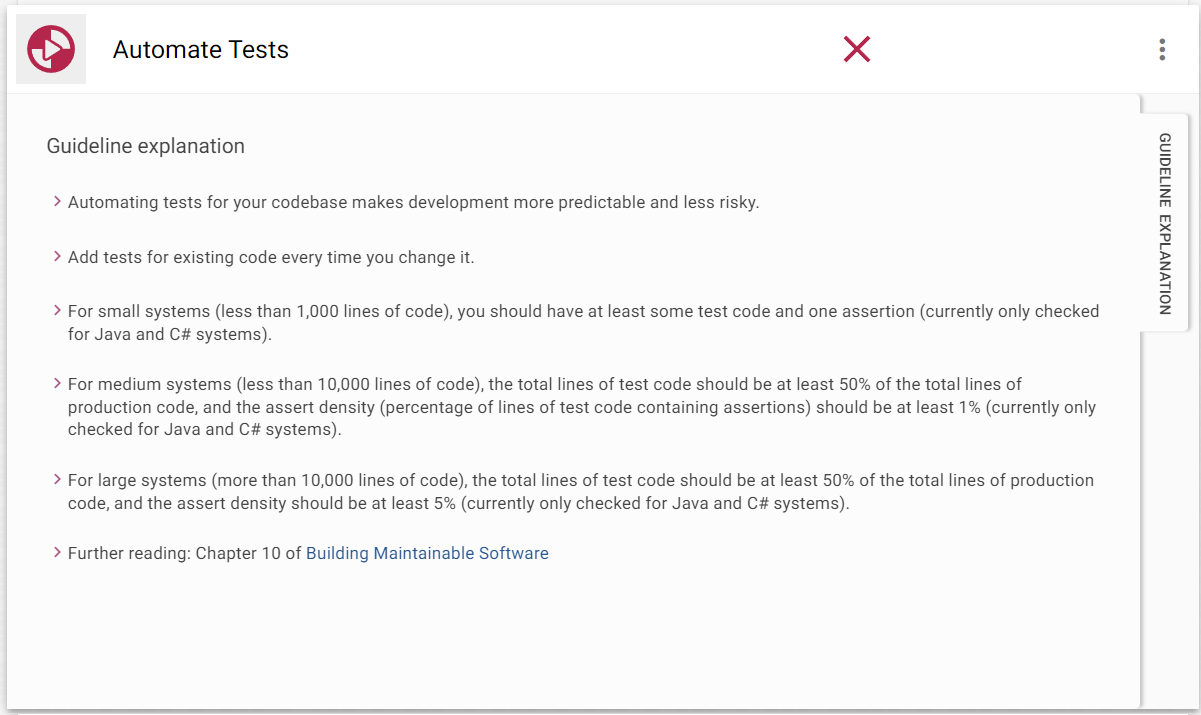 Automate Tests
Guideline explanation
Automating tests for your codebase makes development more predictable and less risky.
Add tests for existing code every time you change it.
For small systems (less than 1,000 lines of code), you should have at least some test code and one assertion (currently only checked
for Java and C# systems).
For medium systems (less than 10,000 lines of code), the total lines of test code should be at least 50% of the total lines of
production code, and the assert density (percentage of lines of test code containing assertions) should be at least 1% (currently only
checked for Java and C# systems).
For large systems (more than 10,000 lines of code), the total lines of test code should be at least 50% of the total lines of production
code, and the assert density should be at least 5% (currently only checked for Java and C# systems).
Further reading: Chapter 10 of Building Maintainable Software
GUIDELINE EXPLANATION